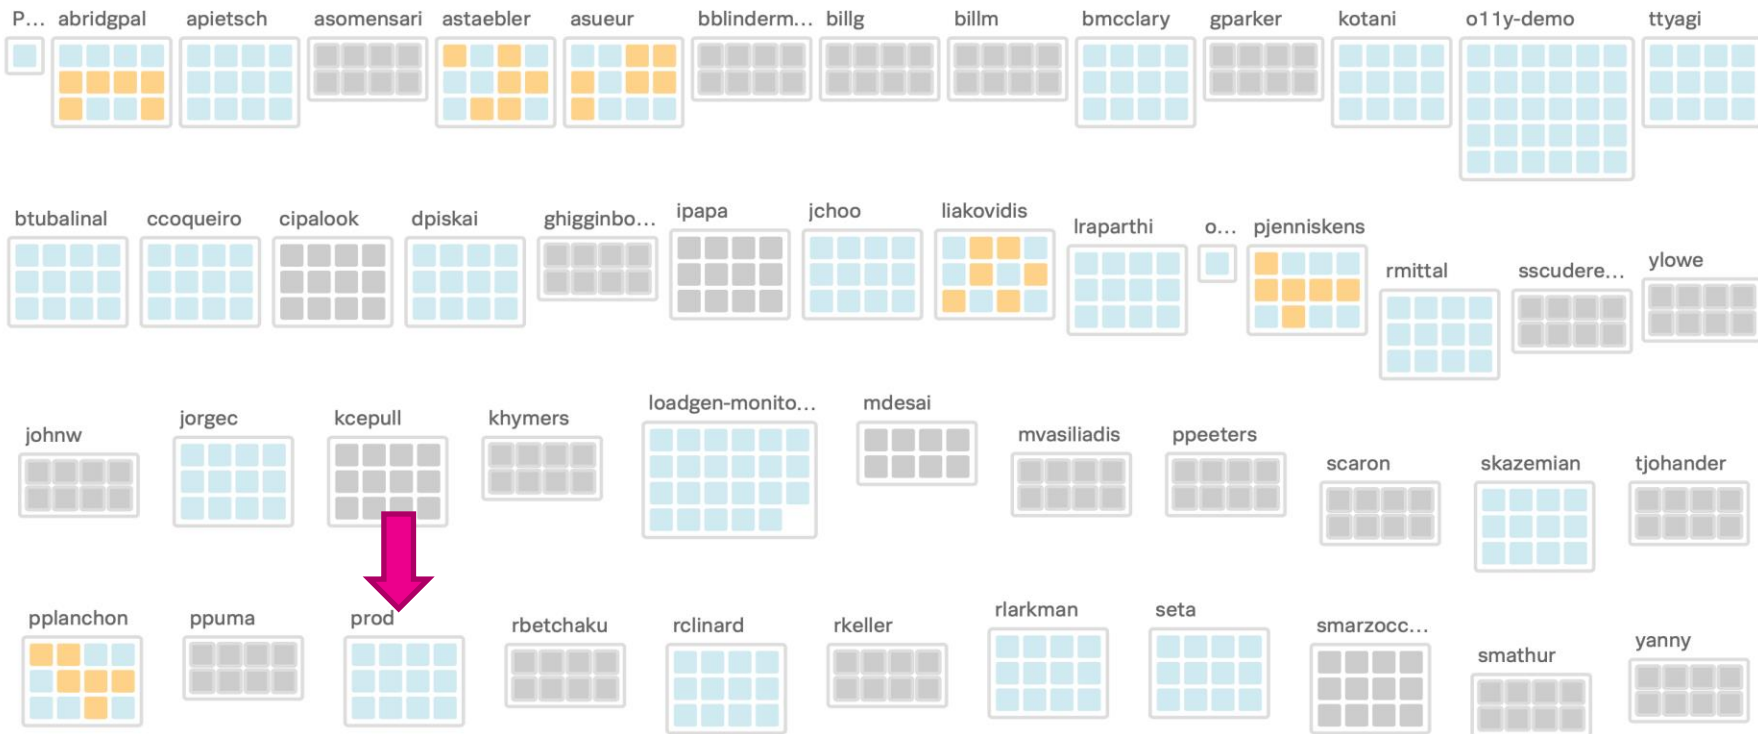 P... abridgpal apietsch asomensari astaebler asueur bblinderm... billg billm bmcclary gparker kotani o11y-demo ttyagi
btubalinal ccoqueiro cipalook dpiskai ghigginbo... ipapa jchoo liakovidis lraparthi o... pjenniskens rmittal sscudere... ylowe
johnw jorgec kcepull khymers loadgen-monito... mdesai mvasiliadis ppeeters scaron skazemian tjohander
pplanchon ppuma prod rbetchaku rclinard rkeller rlarkman seta smarzocc... smathur yanny